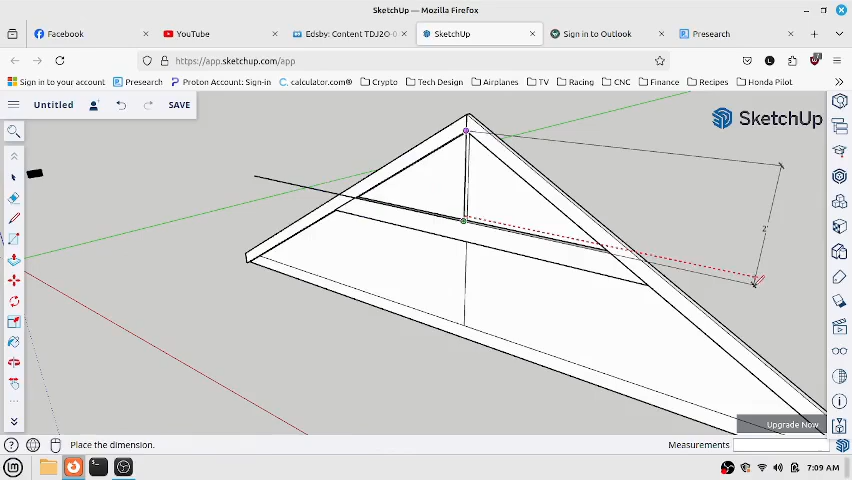 SketchUp — Mozilla Firefox
Facebook
YouTube
Edsby: Content TDJ2O-0
SketchUp
Sign in to Outlook
Presearch
https://app.sketchup.com/app
Sign in to your account
Presearch
Proton Account: Sign-in
calculator.com®
Crypto
Tech Design
Airplanes
TV
Racing
CNC
Finance
Recipes
Honda Pilot
Untitled
SAVE
SketchUp
2'
Upgrade Now
Place the dimension.
Measurements
7:09 AM